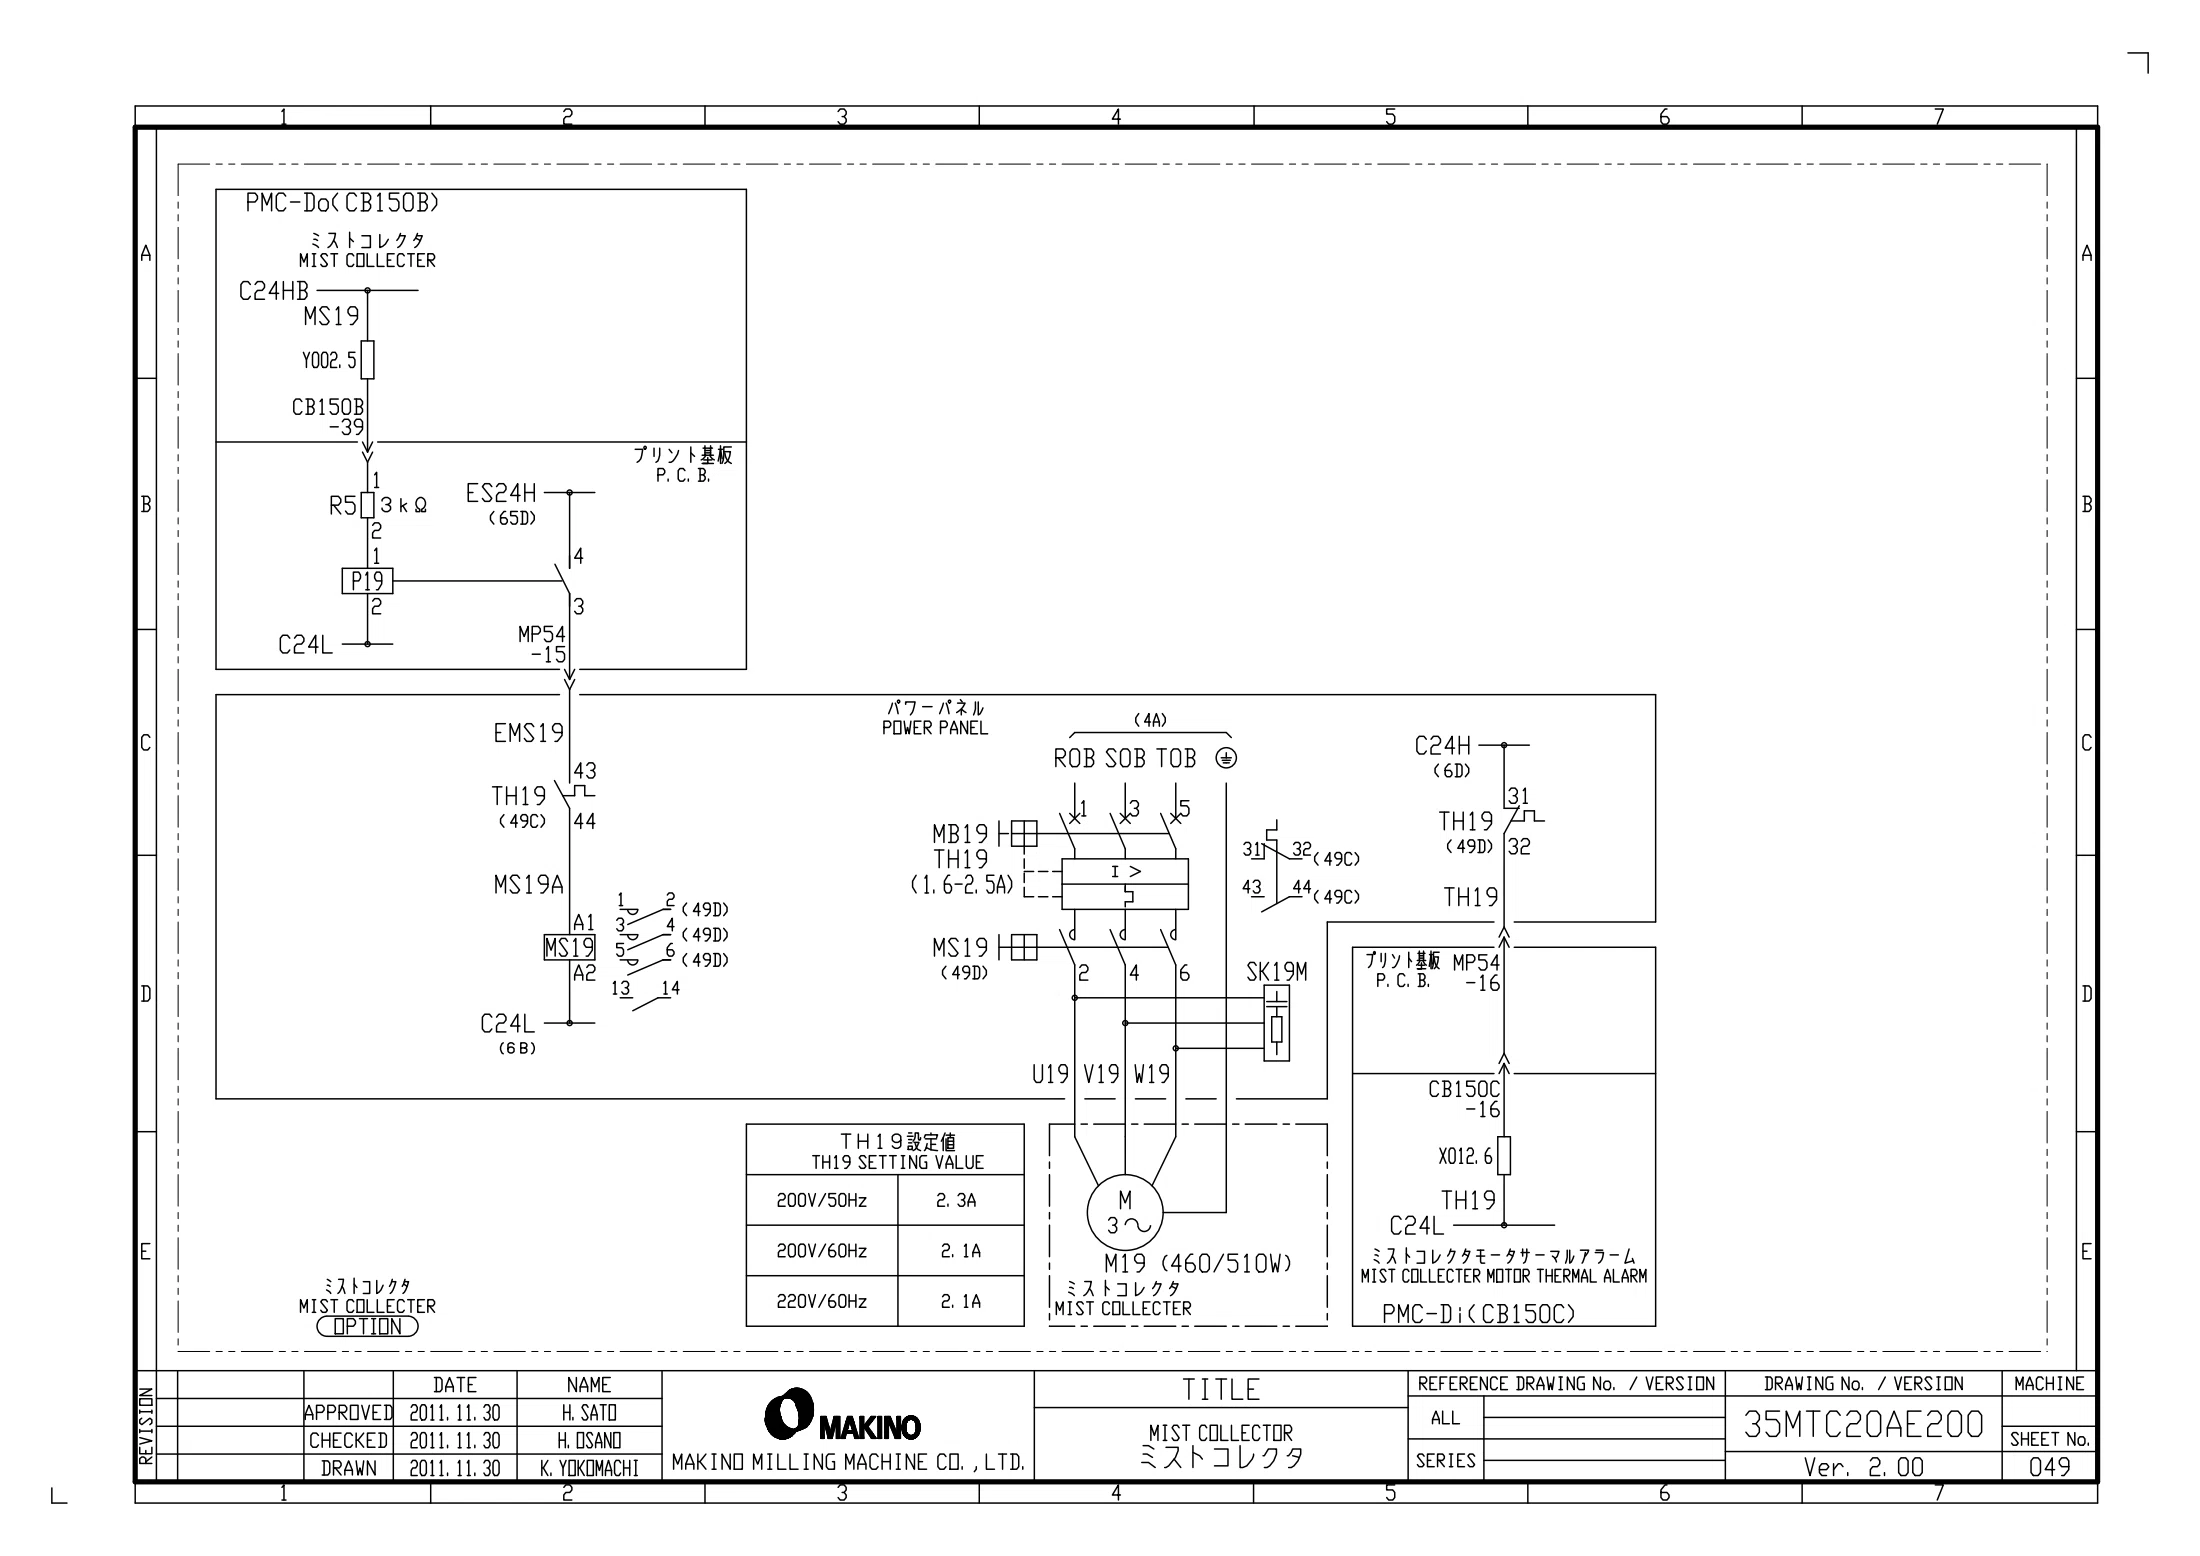 1 2 3 4 5 6 7
A
B
C
D
E
A
B
C
D
E
PMC-Do(CB150B)
ミストコレクタ
MIST COLLECTER
C24HB
MS19
Y002.5
CB150B
-39
プリント基板
P.C.B.
1
R5 3kΩ
2
1
P19
2
C24L
ES24H
(65D)
4
3
MP54
-15
パワーパネル
POWER PANEL
EMS19
43
TH19
(49C) 44
MS19A
A1
MS19
A2
C24L
(6B)
1 2 (49D)
3 4 (49D)
5 6 (49D)
13 14
(4A)
R0B S0B T0B
1 3 5
MB19
TH19
(1.6-2.5A)
I >
31 32 (49C)
43 44 (49C)
MS19
(49D)
2 4 6
SK19M
U19 V19 W19
M
3
M19 (460/510W)
ミストコレクタ
MIST COLLECTER
C24H
(6D)
31
TH19
(49D) 32
TH19
プリント基板
P.C.B.
MP54
-16
CB150C
-16
X012.6
TH19
C24L
ミストコレクタモータサーマルアラーム
MIST COLLECTER MOTOR THERMAL ALARM
PMC-Di(CB150C)
TH19設定値
TH19 SETTING VALUE
200V/50Hz 2.3A
200V/60Hz 2.1A
220V/60Hz 2.1A
ミストコレクタ
MIST COLLECTER
OPTION
REVISION
DATE NAME
APPROVED 2011.11.30 H.SATO
CHECKED 2011.11.30 H.OSANO
DRAWN 2011.11.30 K.YOKOMACHI
MAKINO
MAKINO MILLING MACHINE CO.,LTD.
TITLE
MIST COLLECTOR
ミストコレクタ
REFERENCE DRAWING No. / VERSION
ALL
SERIES
DRAWING No. / VERSION
35MTC20AE200
Ver. 2.00
MACHINE
SHEET No.
049
1 2 3 4 5 6 7